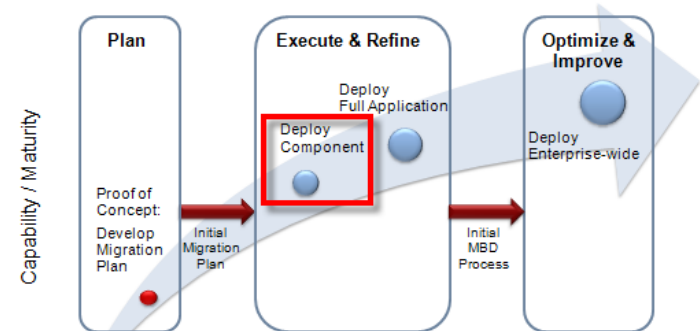 Plan
Execute & Refine
Optimize &
Improve
Capability / Maturity
Deploy
Full Application
Deploy
Component
Deploy
Enterprise-wide
Proof of
Concept:
Develop
Migration
Plan
Initial
Migration
Plan
Initial
MBD
Process